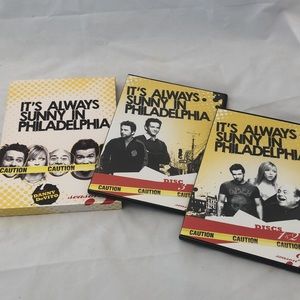 IT'S ALWAYS
SUNNY IN
PHILADELPHIA
CAUTION CAUTION
DANNY
DeVITO
IT'S ALWAYS
SUNNY IN
PHILADELPHIA
DISC
CAUTION CAUTION CAUTION
IT'S ALWAYS
SUNNY IN
PHILADELPHIA
DISCS
CAUTION CAUTION CAUTION